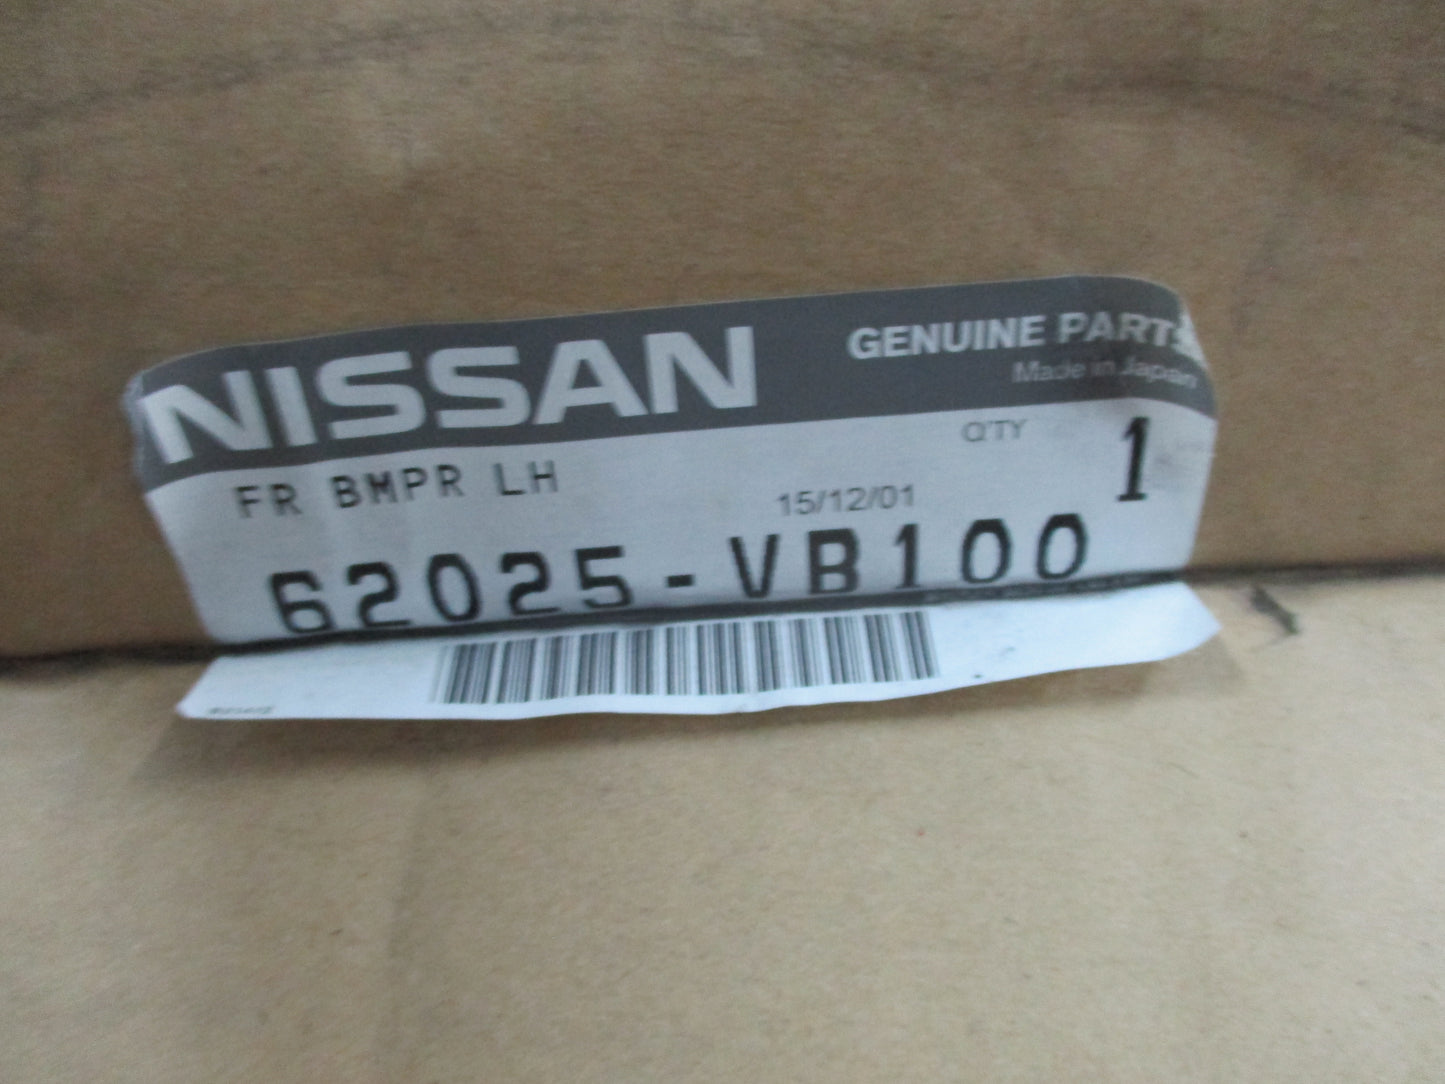 NISSAN
GENUINE PARTS
Made in Japan
Q'TY
FR BMPR LH
15/12/01
1
62025-VB100